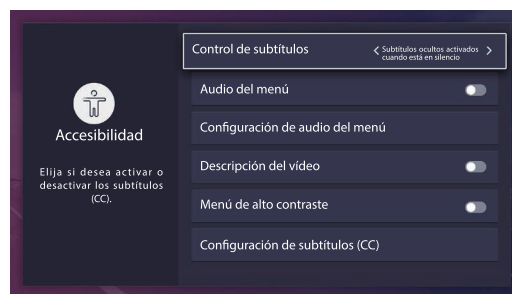 Control de subtítulos
Subtítulos ocultos activados
cuando está en silencio
Audio del menú
Accesibilidad
Configuración de audio del menú
Elija si desea activar o
desactivar los subtítulos
(CC).
Descripción del vídeo
Menú de alto contraste
Configuración de subtítulos (CC)